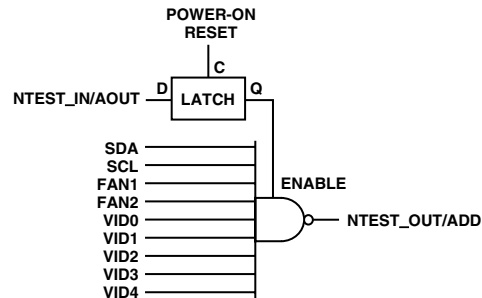 POWER-ON
RESET
C
D
Q
NTEST_IN/AOUT
LATCH
SDA
SCL
FAN1
ENABLE
FAN2
VID0
NTEST_OUT/ADD
VID1
VID2
VID3
VID4